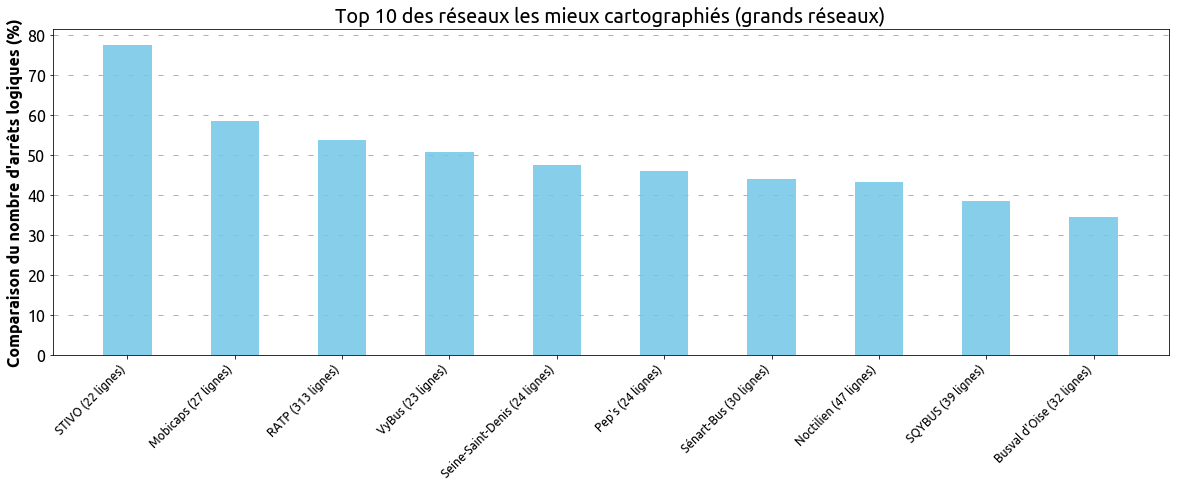 Top 10 des réseaux les mieux cartographiés (grands réseaux)
Comparaison du nombre d'arrêts logiques (%)
80
70
60
50
40
30
20
10
0
STIVO (22 lignes)
Mobicaps (27 lignes)
RATP (313 lignes)
VyBus (23 lignes)
Seine-Saint-Denis (24 lignes)
Pep's (24 lignes)
Sénart-Bus (30 lignes)
Noctilien (47 lignes)
SQYBUS (39 lignes)
Busval d'Oise (32 lignes)